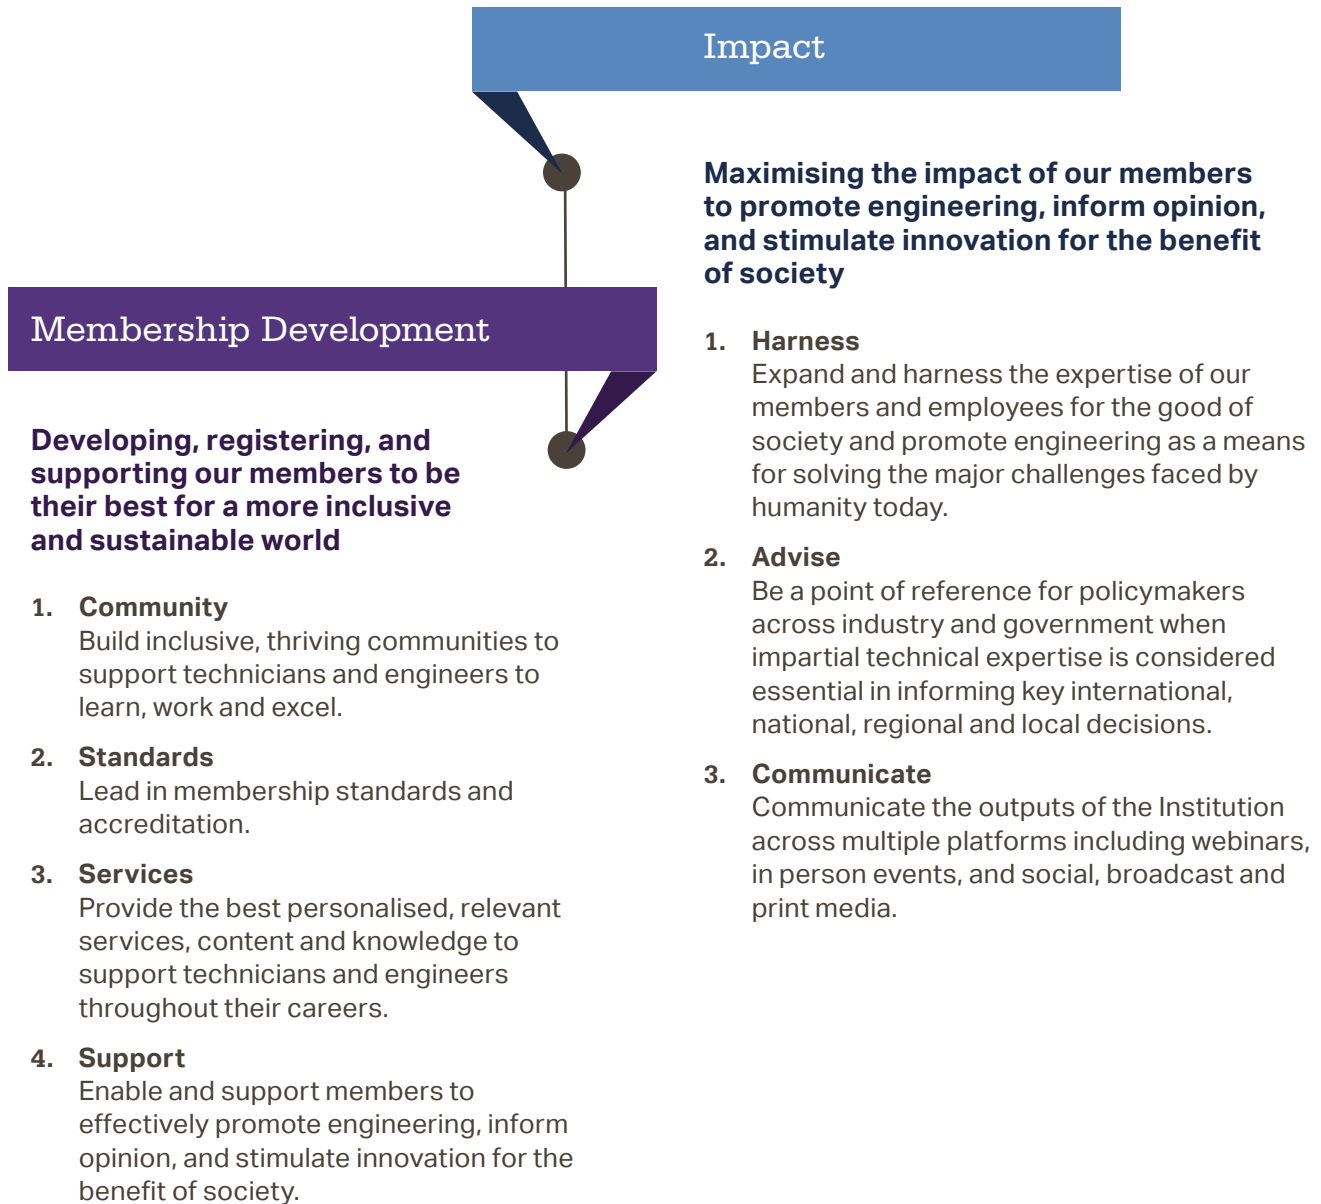 Impact
Maximising the impact of our members
to promote engineering, inform opinion,
and stimulate innovation for the benefit
of society
1. Harness
Expand and harness the expertise of our
members and employees for the good of
society and promote engineering as a means
for solving the major challenges faced by
humanity today.
2. Advise
Be a point of reference for policymakers
across industry and government when
impartial technical expertise is considered
essential in informing key international,
national, regional and local decisions.
3. Communicate
Communicate the outputs of the Institution
across multiple platforms including webinars,
in person events, and social, broadcast and
print media.
Membership Development
Developing, registering, and
supporting our members to be
their best for a more inclusive
and sustainable world
1. Community
Build inclusive, thriving communities to
support technicians and engineers to
learn, work and excel.
2. Standards
Lead in membership standards and
accreditation.
3. Services
Provide the best personalised, relevant
services, content and knowledge to
support technicians and engineers
throughout their careers.
4. Support
Enable and support members to
effectively promote engineering, inform
opinion, and stimulate innovation for the
benefit of society.